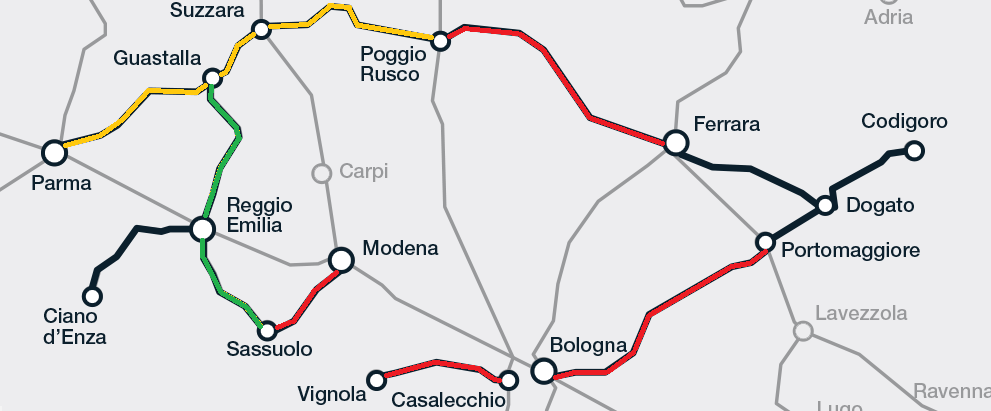 Suzzara
Adria
Guastalla
Poggio
Rusco
Ferrara
Codigoro
Carpi
Parma
Reggio
Emilia
Dogato
Modena
Portomaggiore
Ciano
d'Enza
Lavezzola
Sassuolo
Bologna
Vignola
Casalecchio
Ravenna
Lugo